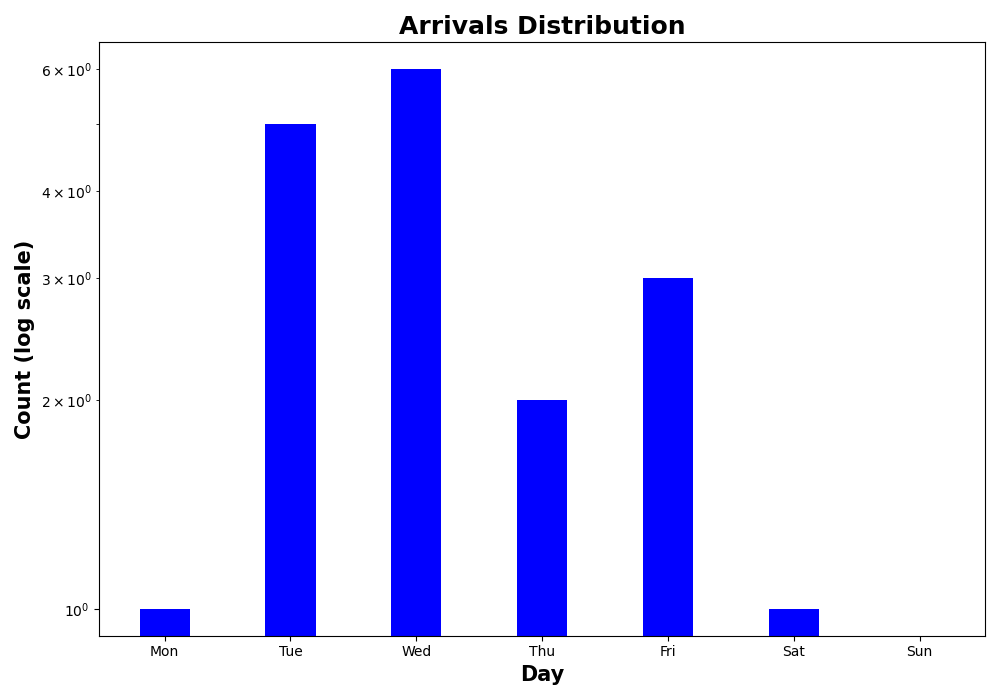 Arrivals Distribution
6 × 10⁰
4 × 10⁰
3 × 10⁰
2 × 10⁰
10⁰
Count (log scale)
Mon Tue Wed Thu Fri Sat Sun
Day